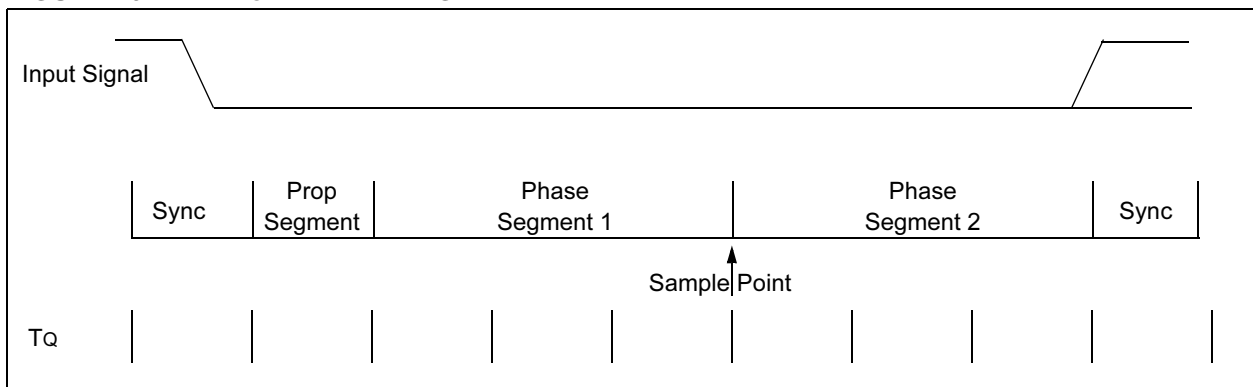 Input Signal
Sync
Prop
Segment
Phase
Segment 1
Phase
Segment 2
Sync
Sample Point
TQ